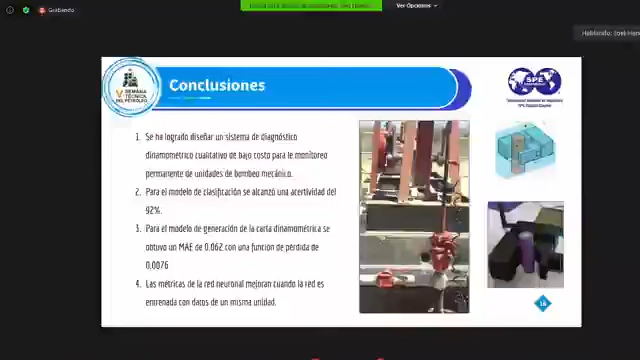 Grabando
Ver Opciones
Hablando:
Conclusiones
V SEMANA
TÉCNICA
DEL PETRÓLEO
SPE
1. Se ha logrado diseñar un sistema de diagnóstico
dinamométrico cualitativo de bajo costo para le monitoreo
permanente de unidades de bombeo mecánico.
2. Para el modelo de clasificación se alcanzó una acertividad del
92%.
3. Para el modelo de generación de la carta dinamométrica se
obtuvo un MAE de 0.062 con una función de pérdida de
0.0076
4. Las métricas de la red neuronal mejoran cuando la red es
entrenada con datos de un misma unidad.